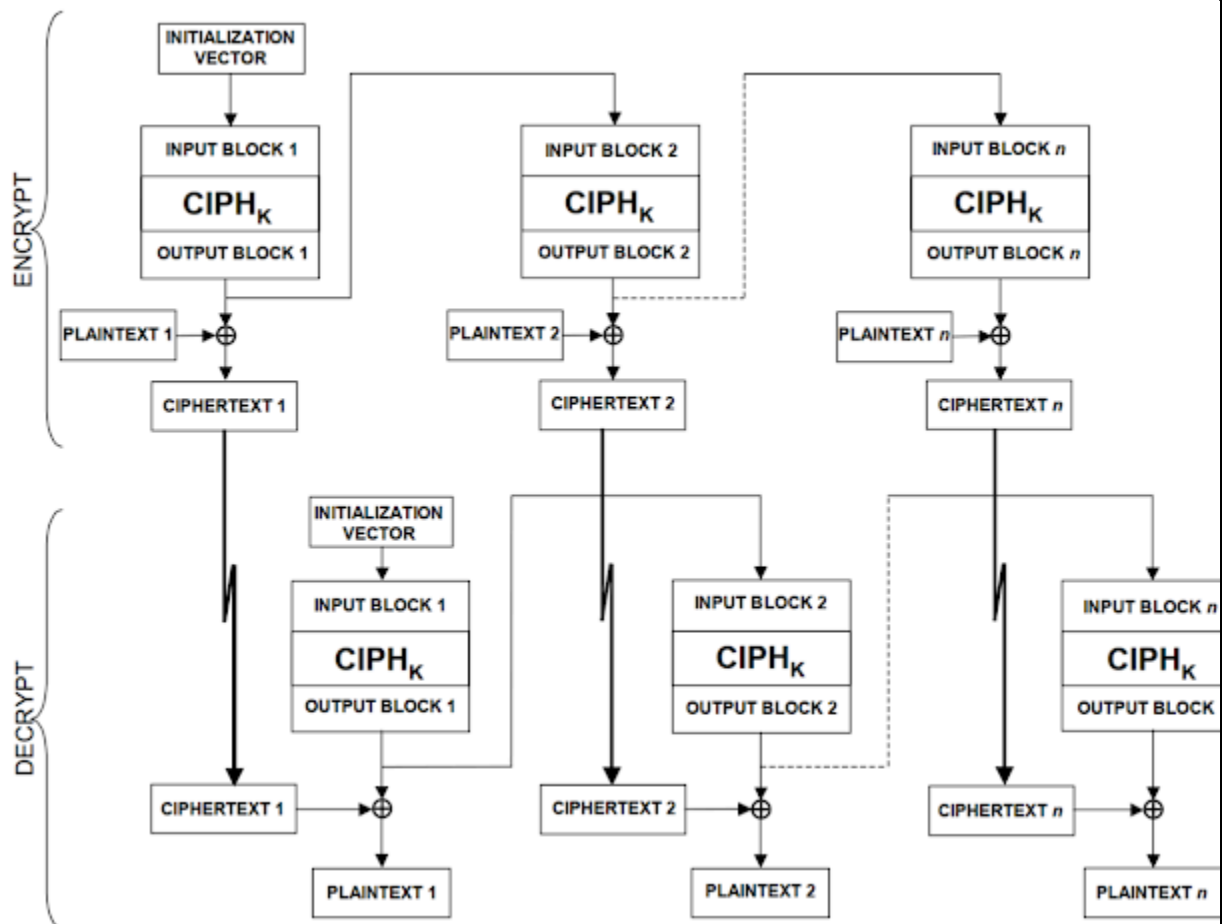 INITIALIZATION
VECTOR
INPUT BLOCK 1
INPUT BLOCK 2
INPUT BLOCK n
CIPHK
CIPHK
CIPHK
OUTPUT BLOCK 1
OUTPUT BLOCK 2
OUTPUT BLOCK n
ENCRYPT
PLAINTEXT 1
PLAINTEXT 2
PLAINTEXT n
CIPHERTEXT 1
CIPHERTEXT 2
CIPHERTEXT n
INITIALIZATION
VECTOR
INPUT BLOCK 1
INPUT BLOCK 2
INPUT BLOCK n
CIPHK
CIPHK
CIPHK
OUTPUT BLOCK 1
OUTPUT BLOCK 2
OUTPUT BLOCK
DECRYPT
CIPHERTEXT 1
CIPHERTEXT 2
CIPHERTEXT n
PLAINTEXT 1
PLAINTEXT 2
PLAINTEXT n